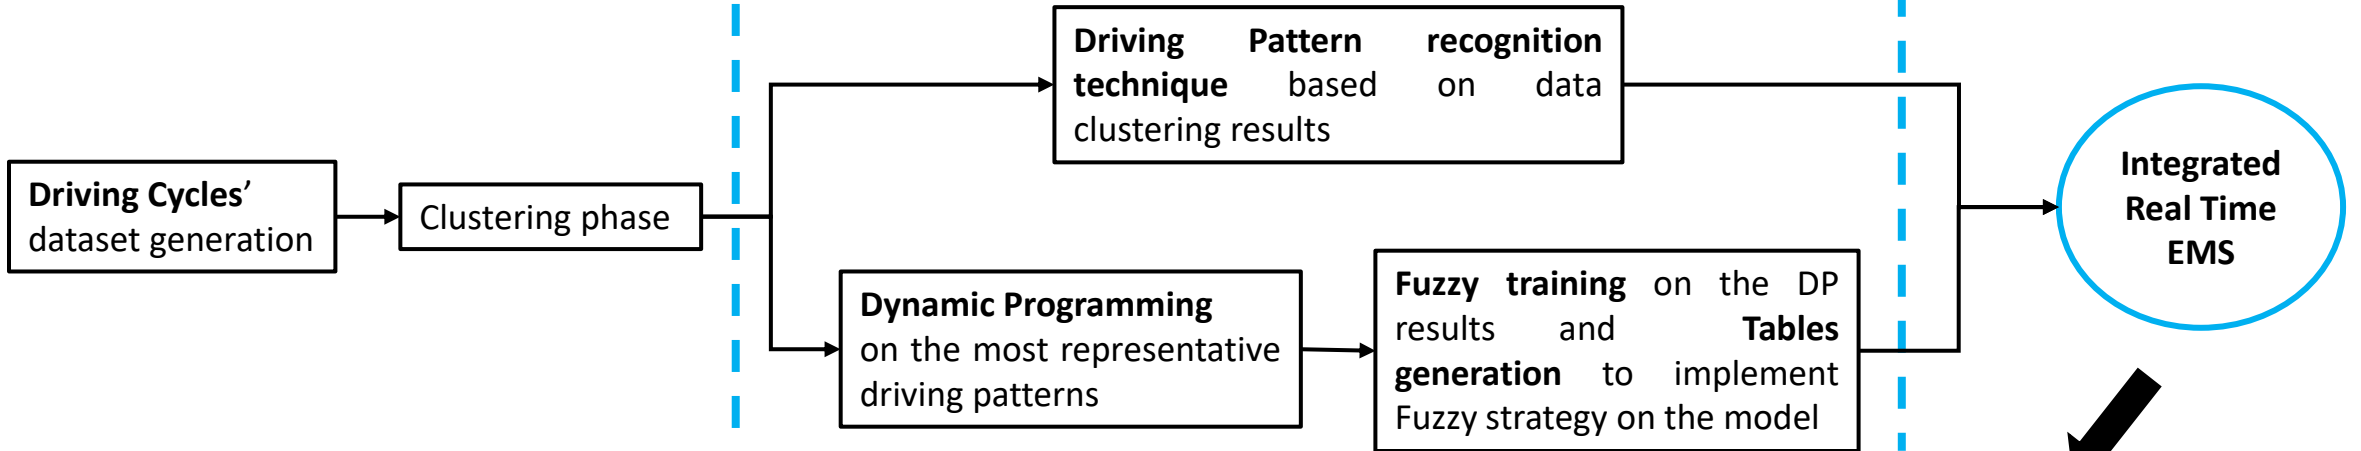 Driving Cycles’
dataset generation
Clustering phase
Driving Pattern recognition
technique based on data
clustering results
Dynamic Programming
on the most representative
driving patterns
Fuzzy training on the DP
results and Tables
generation to implement
Fuzzy strategy on the model
Integrated
Real Time
EMS